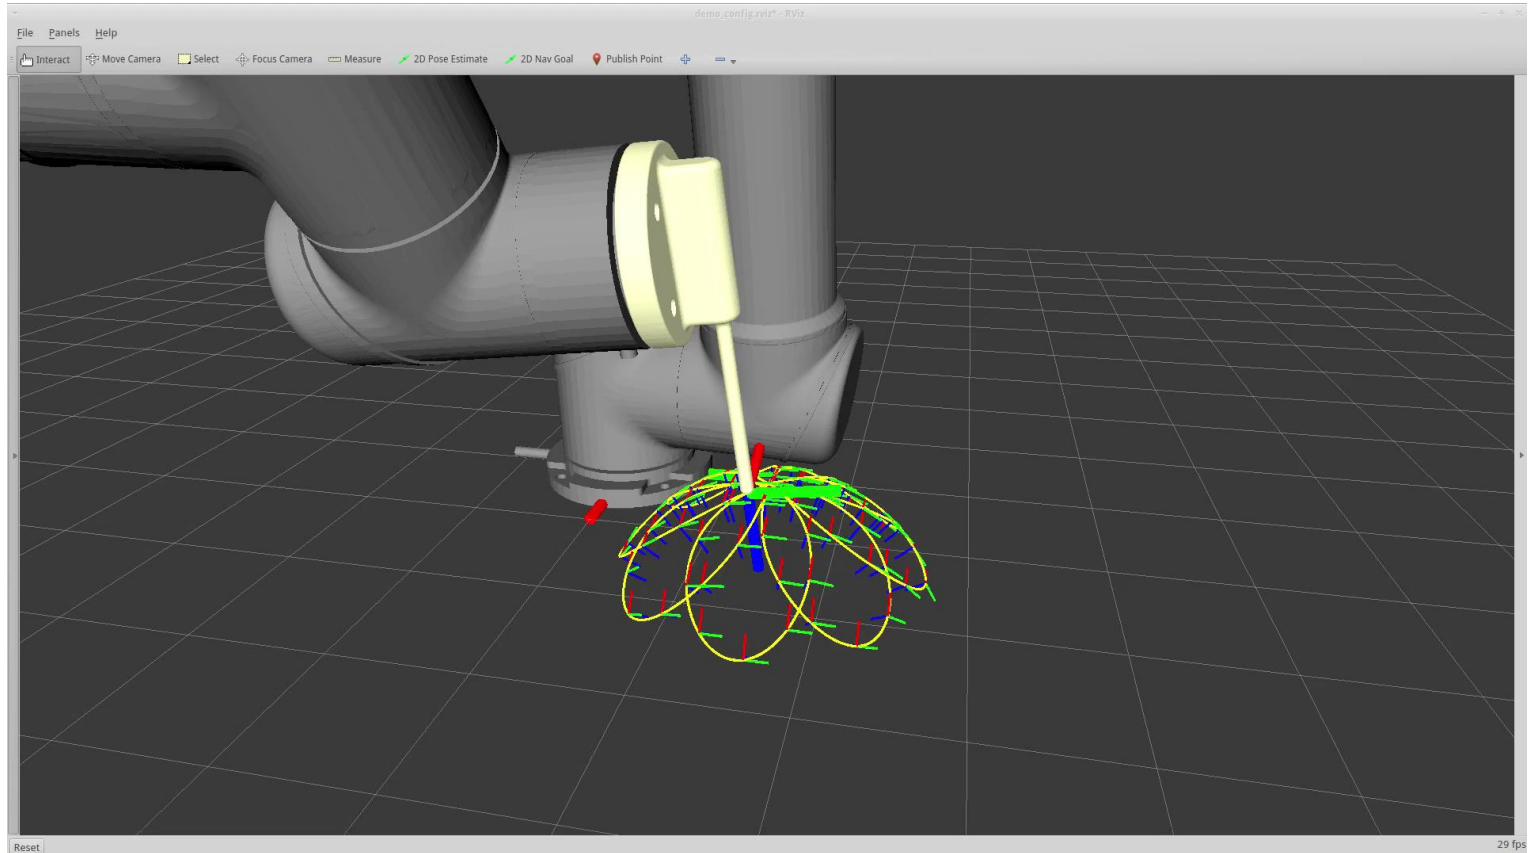 demo_config.rviz* - RViz
File Panels Help
Interact Move Camera Select Focus Camera Measure 2D Pose Estimate 2D Nav Goal Publish Point
Reset 29 fps